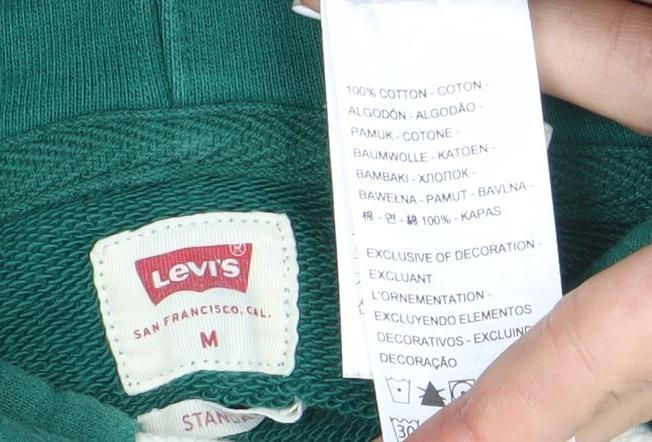 100% COTTON - COTON -
ALGODÓN - ALGODÃO -
PAMUK - COTONE -
BAUMWOLLE - KATOEN -
BAMBAKI - ХЛОПОК -
BAWEŁNA - PAMUT - BAVLNA -
棉 - 면 - 綿 100% - KAPAS
EXCLUSIVE OF DECORATION -
EXCLUANT
L'ORNEMENTATION -
EXCLUYENDO ELEMENTOS
DECORATIVOS - EXCLUIND
DECORAÇÃO
30
LEVI'S ®
SAN FRANCISCO, CAL.
M